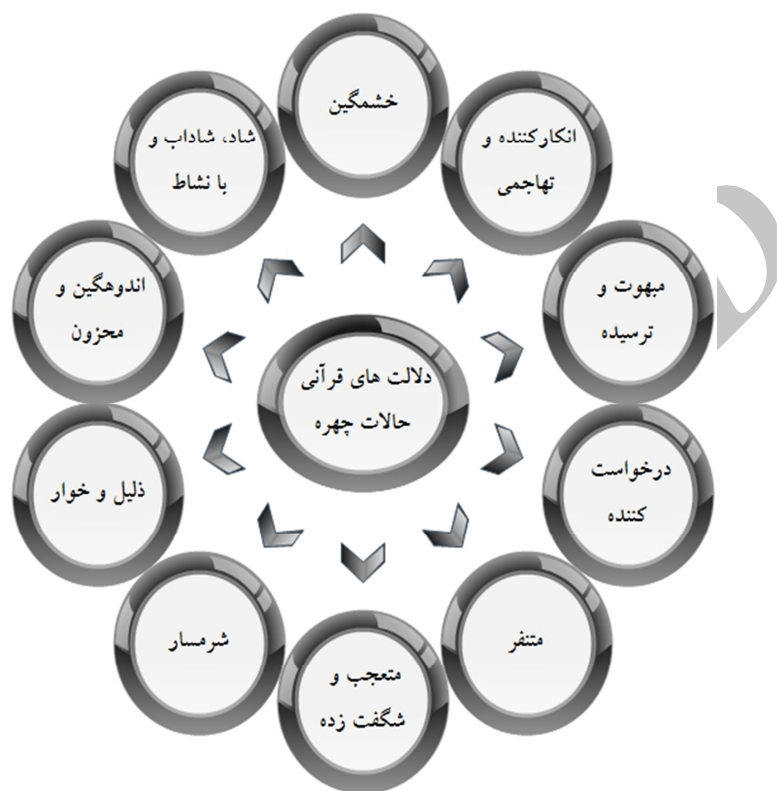 خشمگین
انکارکننده و
تهاجمی
مبهوت و
ترسیده
درخواست
کننده
متنفر
متعجب و
شگفت زده
شرمسار
ذلیل و خوار
اندوهگین و
محزون
شاد، شاداب و
با نشاط
دلالت های قرآنی
حالات چهره